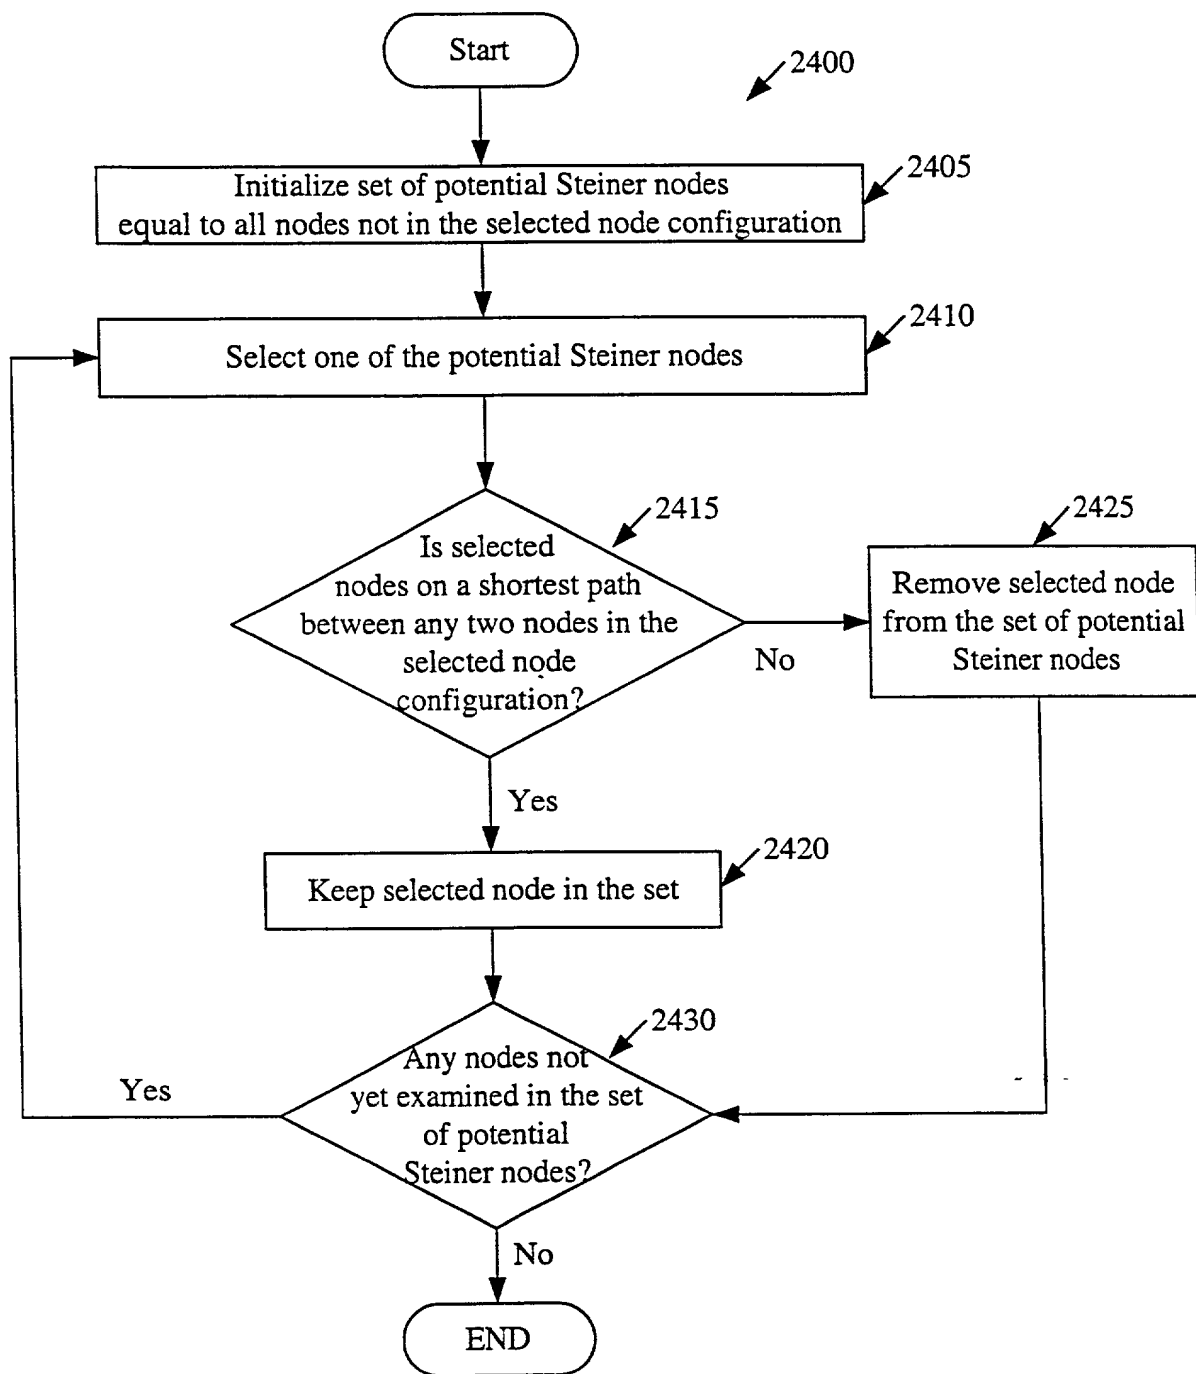 Start
2400
2405
Initialize set of potential Steiner nodes
equal to all nodes not in the selected node configuration
2410
Select one of the potential Steiner nodes
2415
Is selected
nodes on a shortest path
between any two nodes in the
selected node
configuration?
No
2425
Remove selected node
from the set of potential
Steiner nodes
Yes
2420
Keep selected node in the set
2430
Any nodes not
yet examined in the set
of potential
Steiner nodes?
Yes
No
END